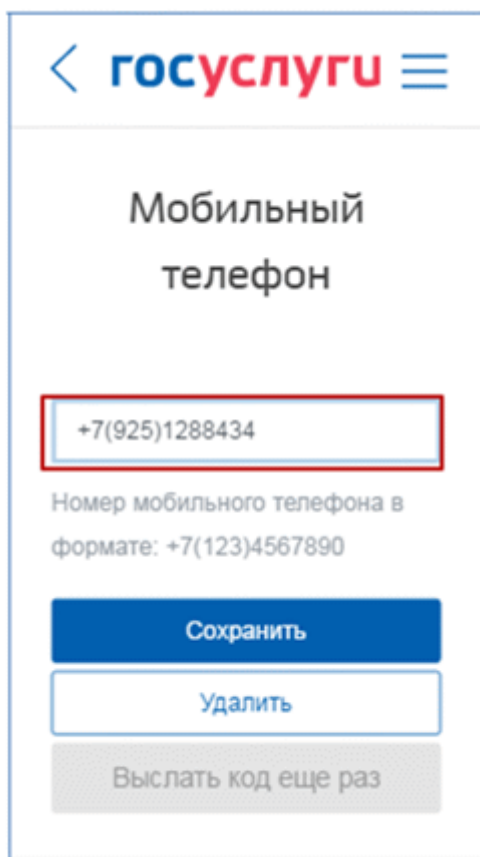 госуслуги
Мобильный
телефон
+7(925)1288434
Номер мобильного телефона в
формате: +7(123)4567890
Сохранить
Удалить
Выслать код еще раз